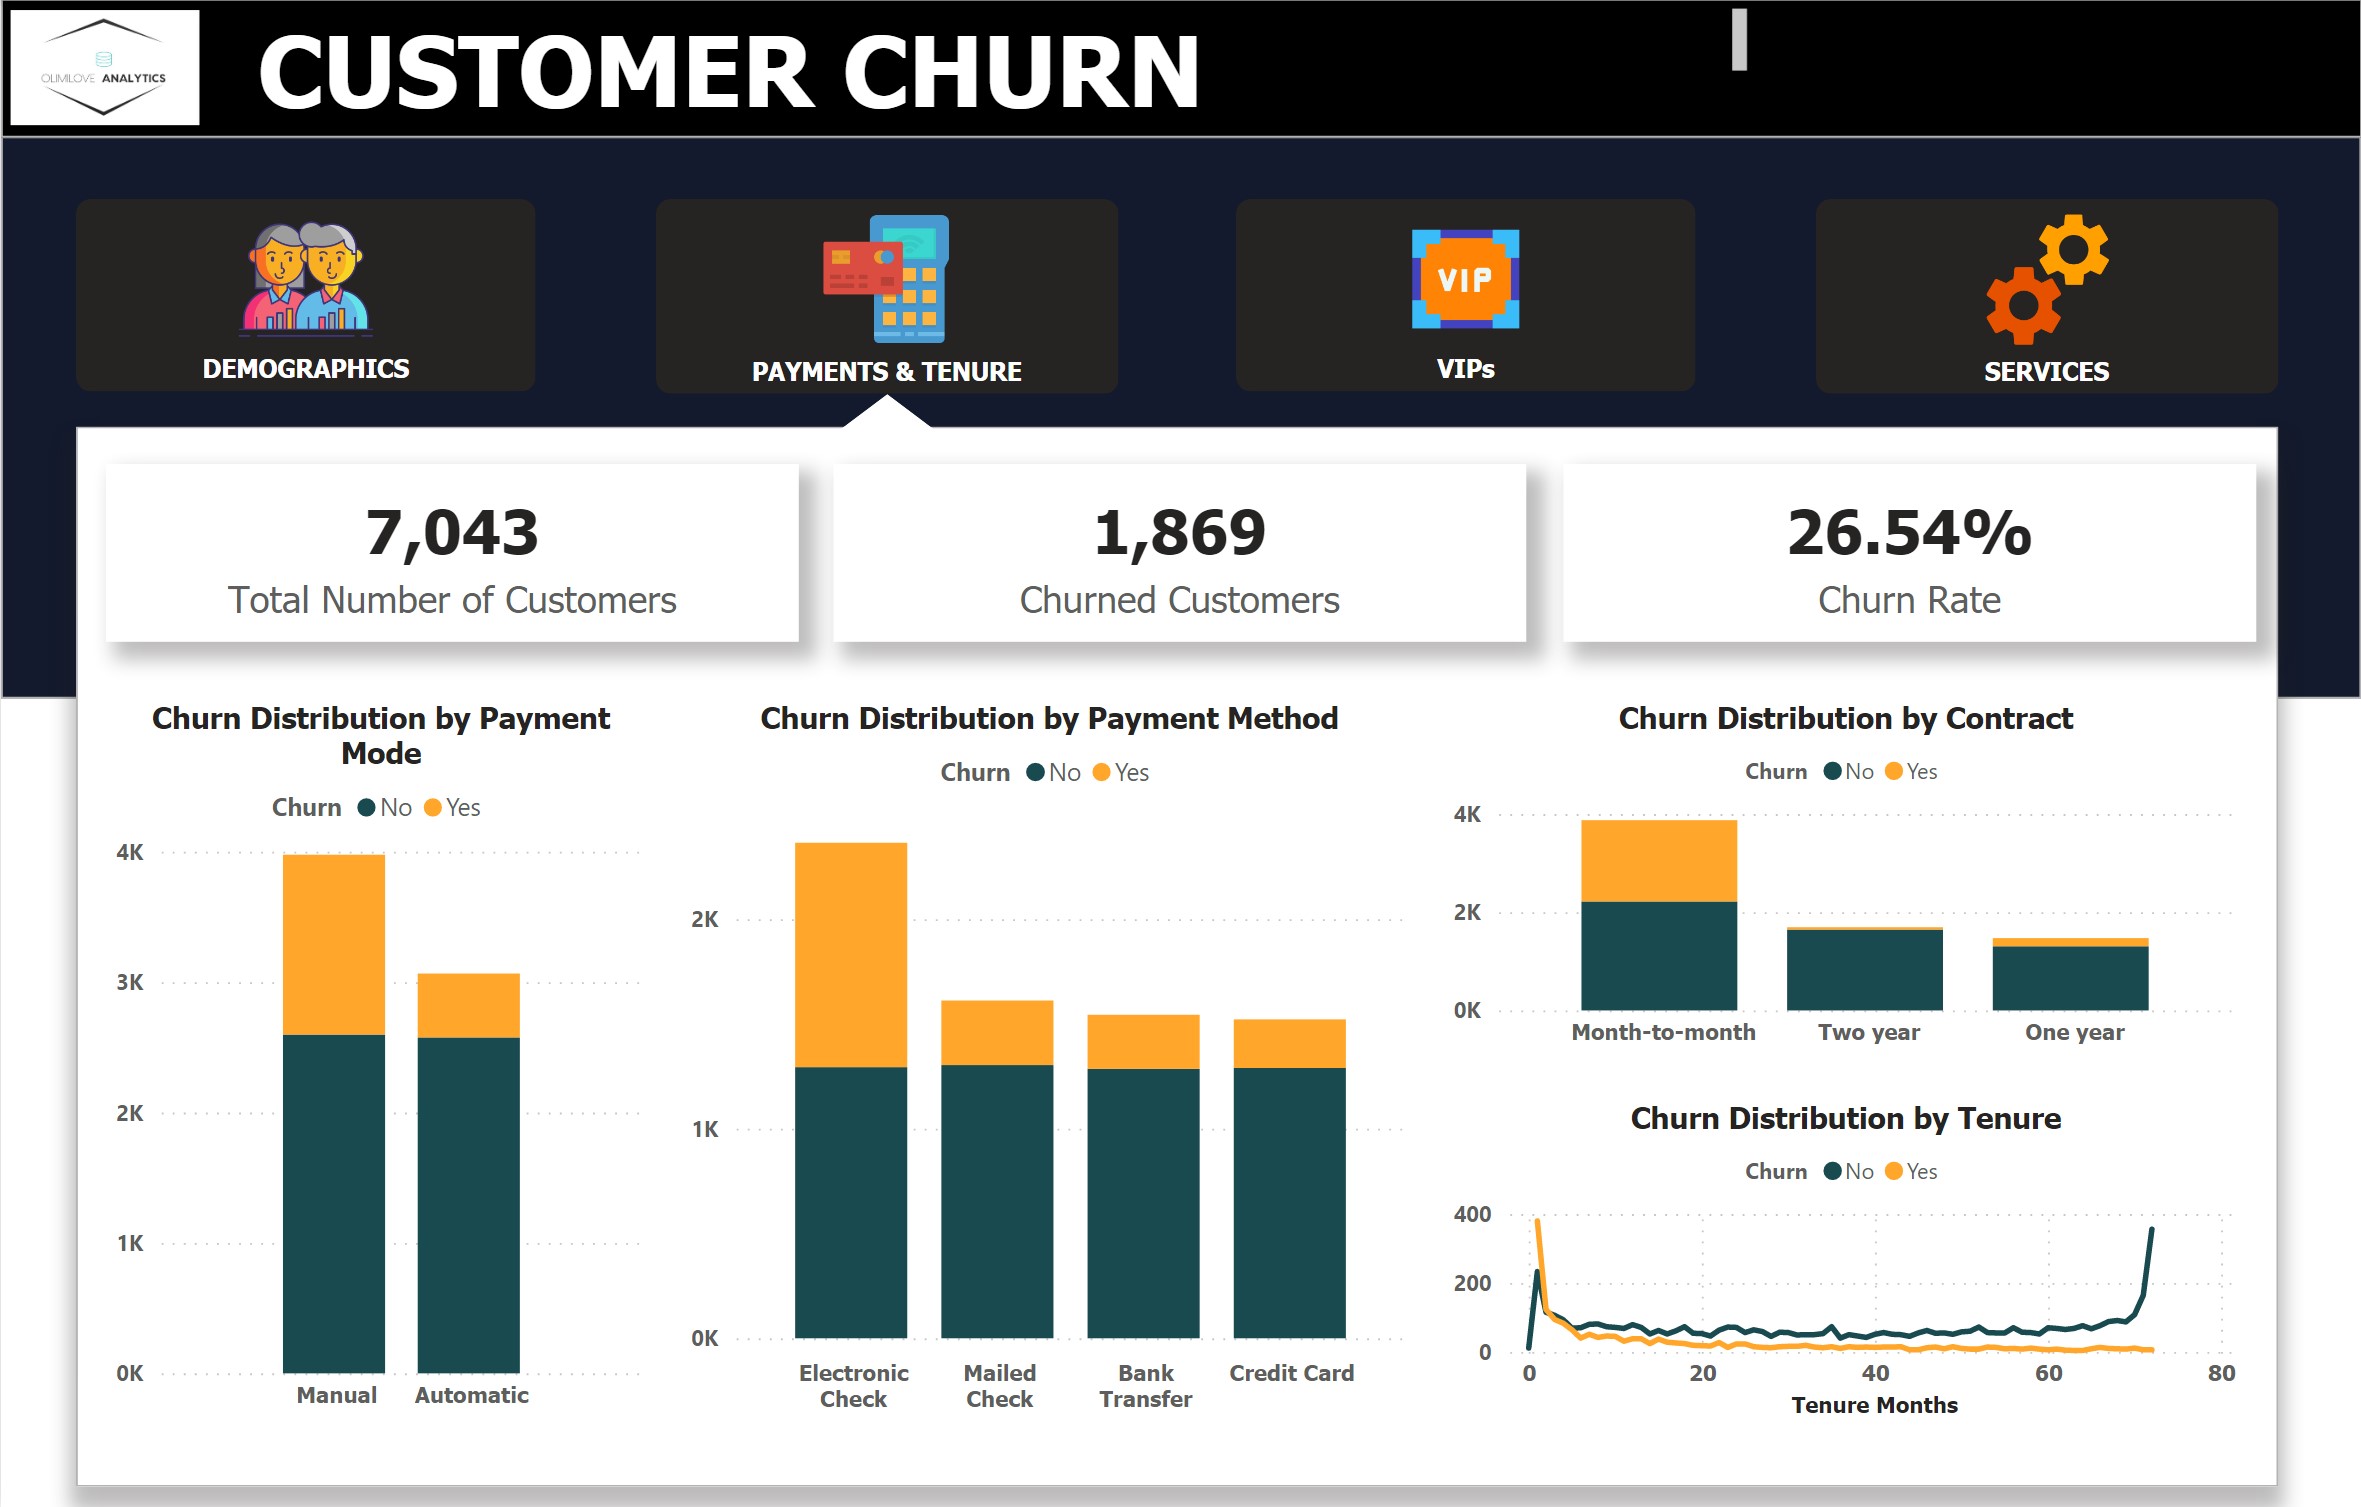 OLIMILOVE ANALYTICS
CUSTOMER CHURN
DEMOGRAPHICS
PAYMENTS & TENURE
VIP
VIPs
SERVICES
7,043
Total Number of Customers
1,869
Churned Customers
26.54%
Churn Rate
Churn Distribution by Payment
Mode
Churn No Yes
4K
3K
2K
1K
0K
Manual Automatic
Churn Distribution by Payment Method
Churn No Yes
2K
1K
0K
Electronic
Check
Mailed
Check
Bank
Transfer
Credit Card
Churn Distribution by Contract
Churn No Yes
4K
2K
0K
Month-to-month Two year One year
Churn Distribution by Tenure
Churn No Yes
400
200
0
0 20 40 60 80
Tenure Months